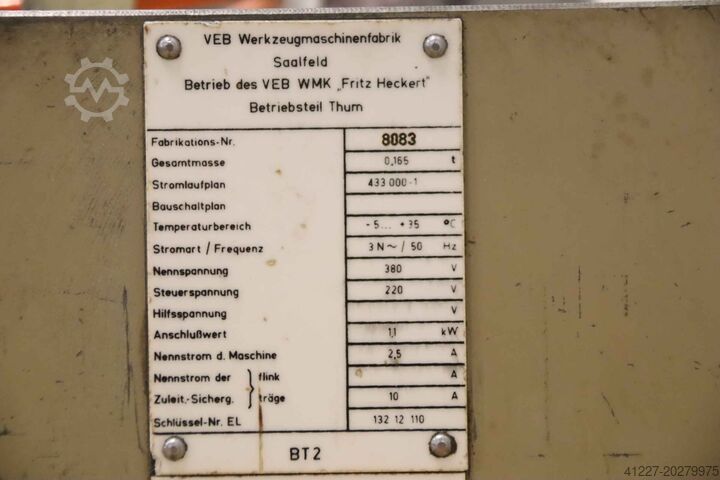 VEB Werkzeugmaschinenfabrik
Saalfeld
Betrieb des VEB WMK „Fritz Heckert"
Betriebsteil Thum
Fabrikations-Nr. 8083
Gesamtmasse 0,165 t
Stromlaufplan 433 000-1
Bauschaltplan
Temperaturbereich -5... +35 °C
Stromart / Frequenz 3 N ~ / 50 Hz
Nennspannung 380 V
Steuerspannung 220 V
Hilfsspannung V
Anschlußwert 1,1 kW
Nennstrom d. Maschine 2,5 A
Nennstrom der } flink A
Zuleit.-Sicherg. träge 10 A
Schlüssel-Nr. EL 132 12 110
BT 2
41227-20279975